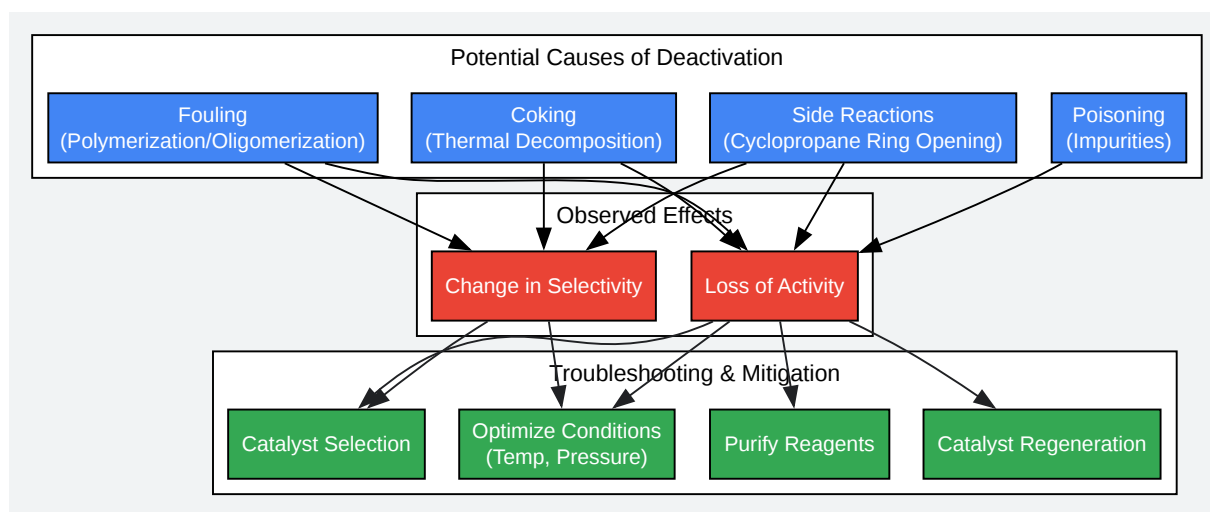 Potential Causes of Deactivation
Fouling
(Polymerization/Oligomerization)
Coking
(Thermal Decomposition)
Side Reactions
(Cyclopropane Ring Opening)
Poisoning
(Impurities)
Observed Effects
Change in Selectivity
Loss of Activity
Troubleshooting & Mitigation
Catalyst Selection
Optimize Conditions
(Temp, Pressure)
Purify Reagents
Catalyst Regeneration